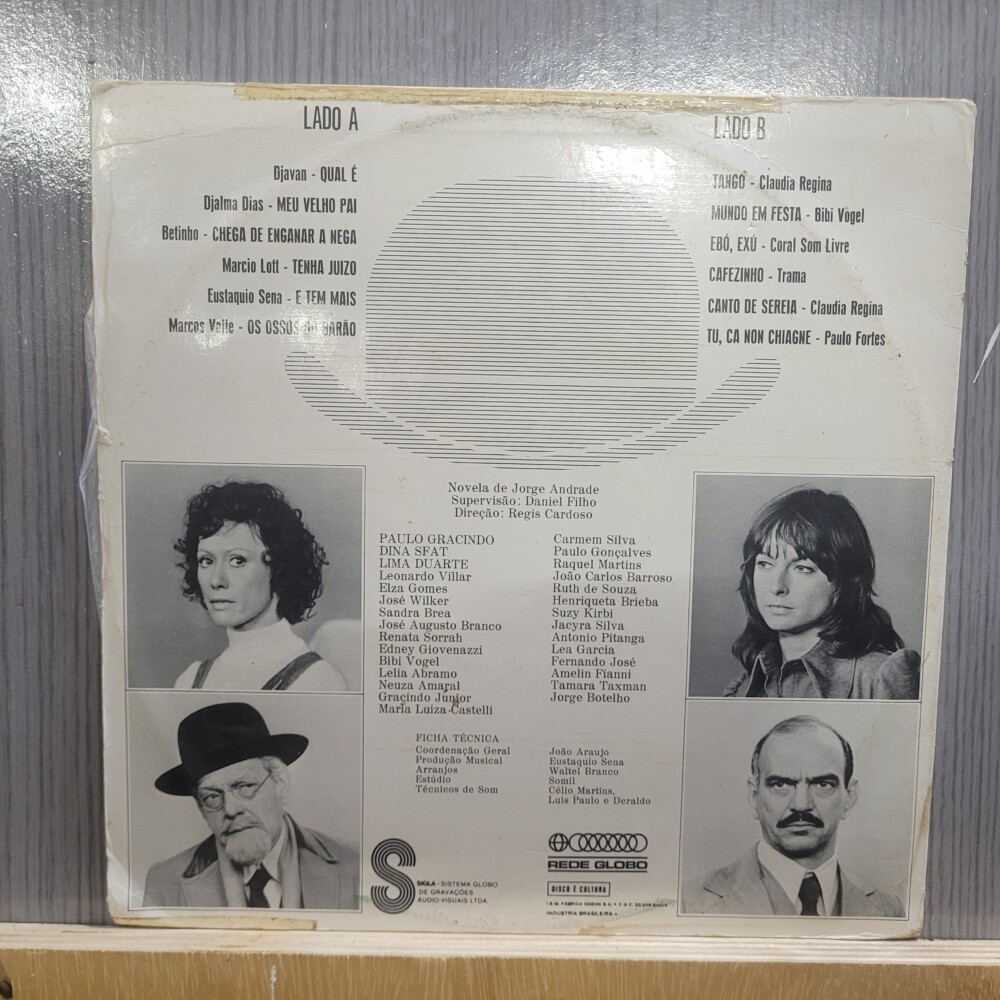 LADO A
Djavan - QUAL É
Djalma Dias - MEU VELHO PAI
Betinho - CHEGA DE ENGANAR A NEGA
Marcio Lott - TENHA JUIZO
Eustaquio Sena - E TEM MAIS
Marcos Valle - OS OSSOS DO BARÃO
LADO B
TANGO - Claudia Regina
MUNDO EM FESTA - Bibi Vogel
EBÓ, EXÚ - Coral Som Livre
CAFEZINHO - Trama
CANTO DE SEREIA - Claudia Regina
TU, CA NON CHIAGNE - Paulo Fortes
Novela de Jorge Andrade
Supervisão: Daniel Filho
Direção: Regis Cardoso
PAULO GRACINDO
DINA SFAT
LIMA DUARTE
Leonardo Villar
Elza Gomes
José Wilker
Sandra Brea
José Augusto Branco
Renata Sorrah
Edney Giovenazzi
Bibi Vogel
Lelia Abramo
Neuza Amaral
Gracindo Junior
Maria Luiza Castelli
Carmem Silva
Paulo Gonçalves
Raquel Martins
João Carlos Barroso
Ruth de Souza
Henriqueta Brieba
Suzy Kirbi
Jacyra Silva
Antonio Pitanga
Lea Garcia
Fernando José
Amelin Fianni
Tamara Taxman
Jorge Botelho
FICHA TÉCNICA
Coordenação Geral
Produção Musical
Arranjos
Estúdio
Técnicos de Som
João Araujo
Eustaquio Sena
Waltel Branco
Somil
Célio Martins,
Luis Paulo e Deraldo
SIGLA - SISTEMA GLOBO
DE GRAVAÇÕES
ÁUDIO-VISUAIS LTDA.
REDE GLOBO
DISCO É CULTURA
I.E.M. FÁBRICA ODEON S.A. • C.G.C.
INDUSTRIA BRASILEIRA